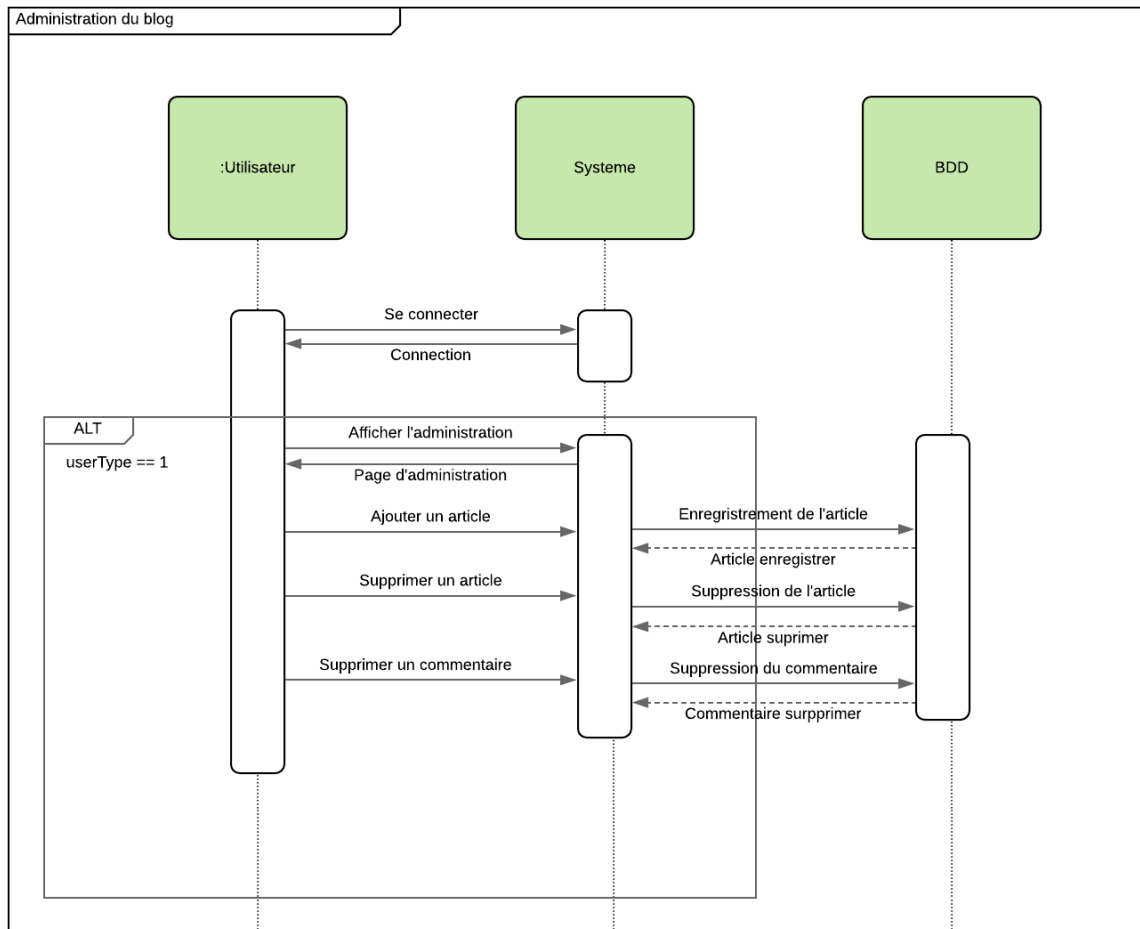 Administration du blog
:Utilisateur
Systeme
BDD
Se connecter
Connection
ALT
userType == 1
Afficher l'administration
Page d'administration
Ajouter un article
Enregristrement de l'article
Article enregistrer
Supprimer un article
Suppression de l'article
Article suprimer
Supprimer un commentaire
Suppression du commentaire
Commentaire surpprimer